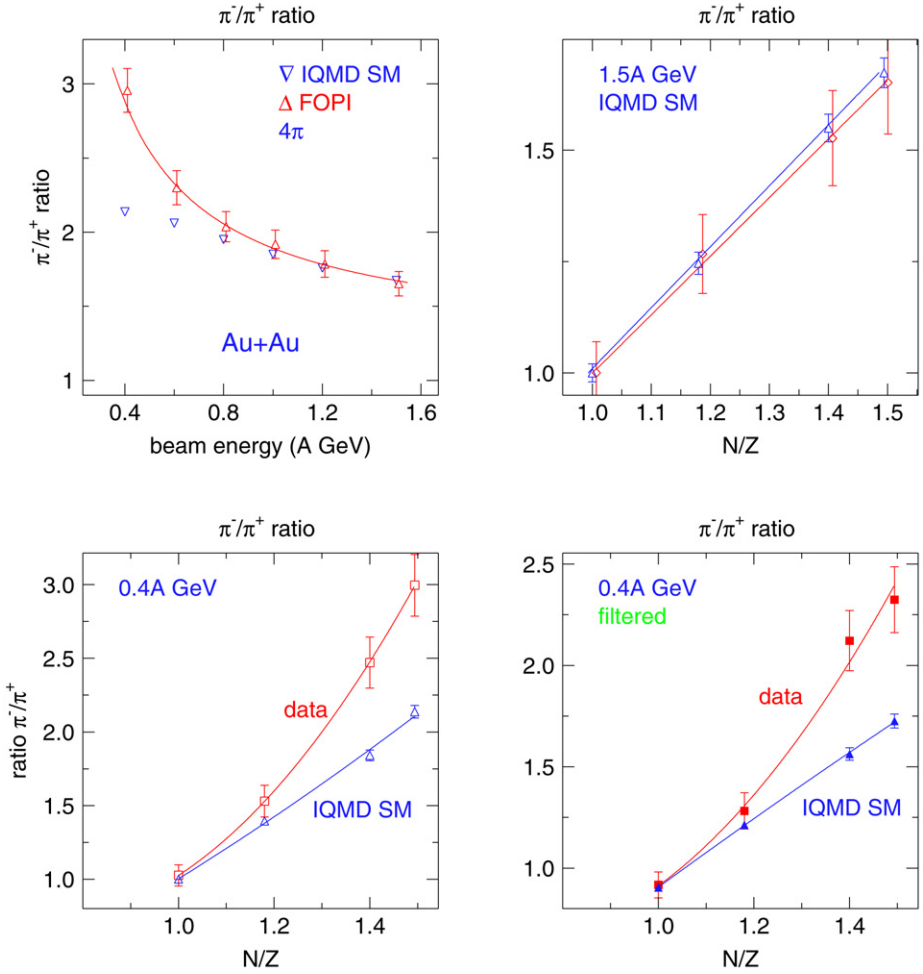 π⁻/π⁺ ratio
3
2
1
π⁻/π⁺ ratio
▽ IQMD SM
△ FOPI
4π
Au+Au
0.4 0.8 1.2 1.6
beam energy (A GeV)
π⁻/π⁺ ratio
1.5A GeV
IQMD SM
1.5
1.0
1.0 1.1 1.2 1.3 1.4 1.5
N/Z
π⁻/π⁺ ratio
0.4A GeV
3.0
2.5
2.0
1.5
1.0
ratio π⁻/π⁺
data
IQMD SM
1.0 1.2 1.4
N/Z
π⁻/π⁺ ratio
2.5
0.4A GeV
filtered
2.0
1.5
1.0
data
IQMD SM
1.0 1.2 1.4
N/Z